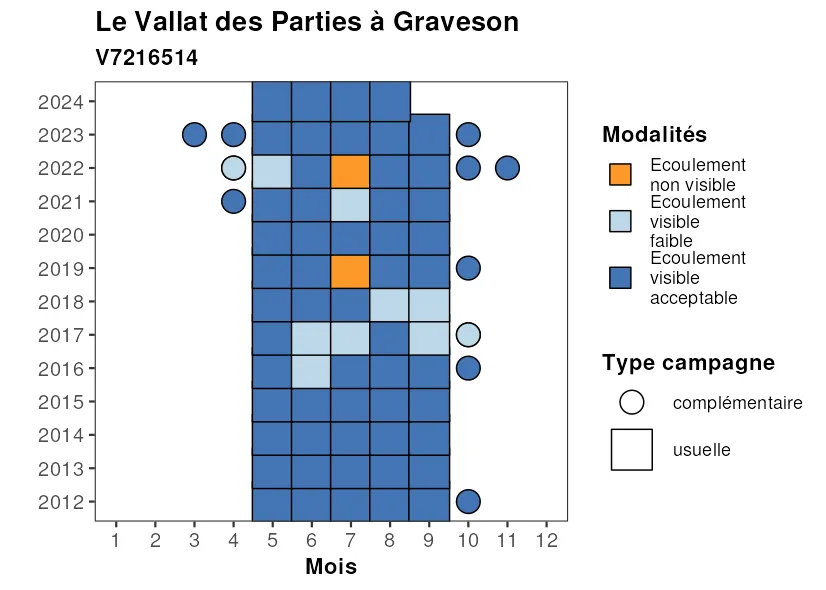 Le Vallat des Parties à Graveson
V7216514
2024
2023
2022
2021
2020
2019
2018
2017
2016
2015
2014
2013
2012
1 2 3 4 5 6 7 8 9 10 11 12
Mois
Modalités
Ecoulement
non visible
Ecoulement
visible
faible
Ecoulement
visible
acceptable
Type campagne
complémentaire
usuelle